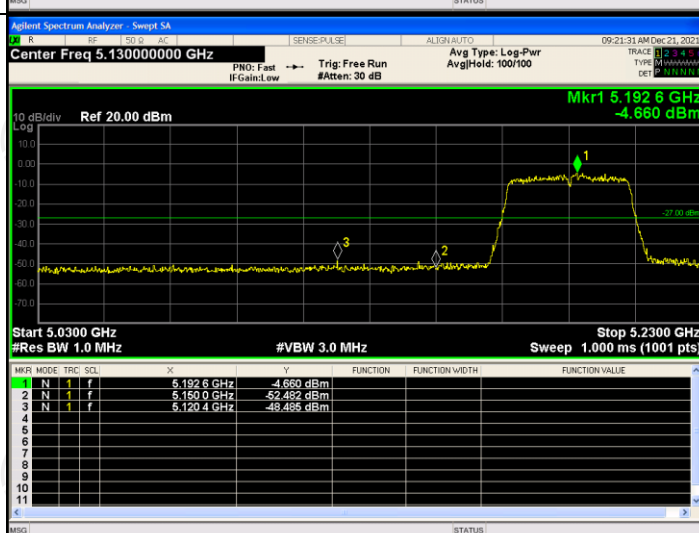 MSG STATUS
Agilent Spectrum Analyzer - Swept SA
R RF 50 Ω AC SENSE:PULSE ALIGN AUTO 09:21:31 AM Dec 21, 2021
Center Freq 5.130000000 GHz
PNO: Fast
IFGain:Low
Trig: Free Run
#Atten: 30 dB
Avg Type: Log-Pwr
Avg|Hold: 100/100
TRACE 1 2 3 4 5
TYPE M
DET P N N N N
Mkr1 5.192 6 GHz
-4.660 dBm
10 dB/div Ref 20.00 dBm
Log
10.0
0.00
-10.0
-20.0
-30.0
-40.0
-50.0
-60.0
-70.0
1
-27.00 dBm
3
2
Start 5.0300 GHz Stop 5.2300 GHz
#Res BW 1.0 MHz #VBW 3.0 MHz Sweep 1.000 ms (1001 pts)
MKR MODE TRC SCL X Y FUNCTION FUNCTION WIDTH FUNCTION VALUE
1 N 1 f 5.192 6 GHz -4.660 dBm
2 N 1 f 5.150 0 GHz -52.482 dBm
3 N 1 f 5.120 4 GHz -48.485 dBm
4
5
6
7
8
9
10
11
MSG STATUS